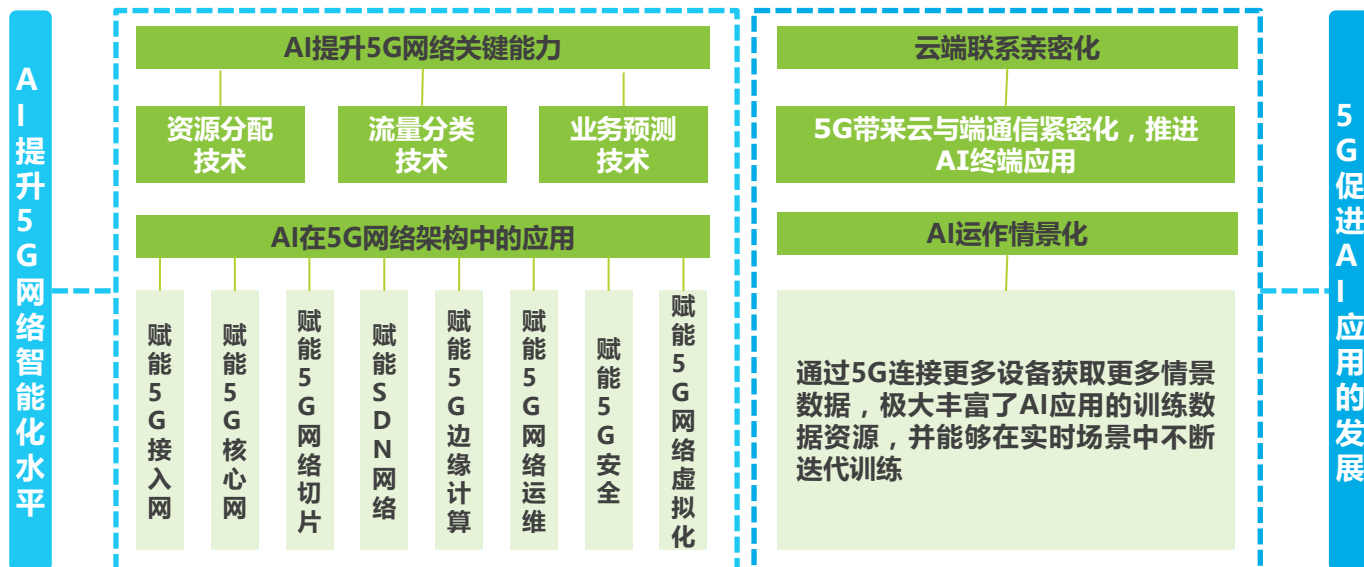 AI提升5G网络智能化水平
AI提升5G网络关键能力
资源分配
技术
流量分类
技术
业务预测
技术
AI在5G网络架构中的应用
赋能5G接入网
赋能5G核心网
赋能5G网络切片
赋能SDN网络
赋能5G边缘计算
赋能5G网络运维
赋能5G安全
赋能5G网络虚拟化
云端联系亲密化
5G带来云与端通信紧密化，推进
AI终端应用
AI运作情景化
通过5G连接更多设备获取更多情景
数据，极大丰富了AI应用的训练数
据资源，并能够在实时场景中不断
迭代训练
5G促进AI应用的发展